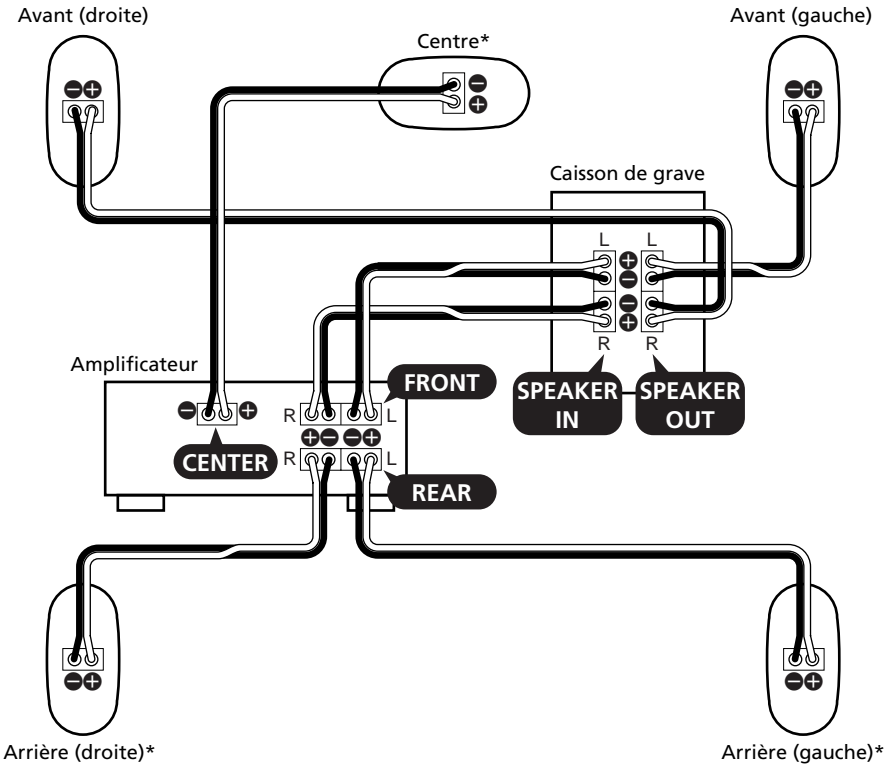 Avant (droite)
Avant (gauche)
Centre*
Caisson de grave
L
L
R
R
SPEAKER
IN
SPEAKER
OUT
Amplificateur
FRONT
R
L
CENTER
R
L
REAR
Arrière (droite)*
Arrière (gauche)*